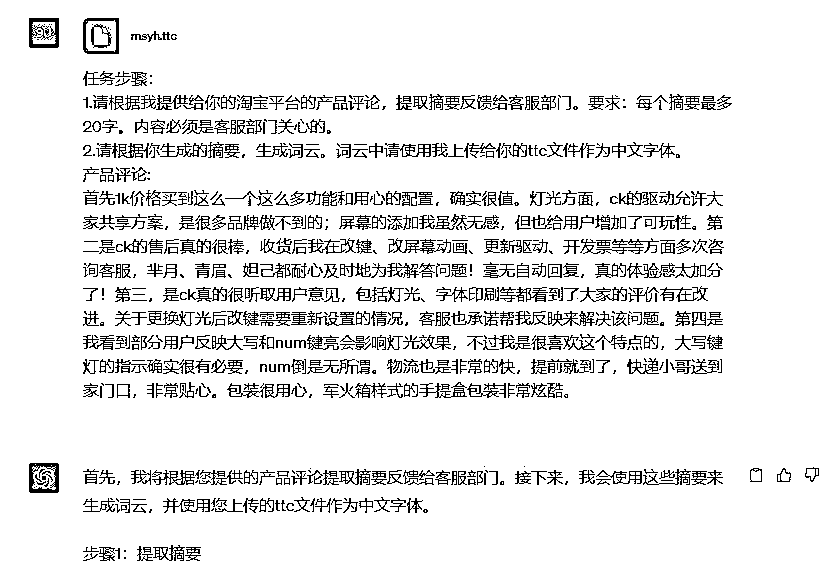 msyh.ttc
任务步骤：
1.请根据我提供给你的淘宝平台的产品评论，提取摘要反馈给客服部门。要求：每个摘要最多
20字。内容必须是客服部门关心的。
2.请根据你生成的摘要，生成词云。词云中请使用我上传给你的ttc文件作为中文字体。
产品评论：
首先1k价格买到这么一个这么多功能和用心的配置，确实很值。灯光方面，ck的驱动允许大
家共享方案，是很多品牌做不到的；屏幕的添加我虽然无感，但也给用户增加了可玩性。第
二是ck的售后真的很棒，收货后我在改键、改屏幕动画、更新驱动、开发票等等方面多次咨
询客服，芈月、青眉、妲己都耐心及时地为我解答问题！毫无自动回复，真的体验感太加分
了！第三，是ck真的很听取用户意见，包括灯光、字体印刷等都看到了大家的评价有在改
进。关于更换灯光后改键需要重新设置的情况，客服也承诺帮我反映来解决该问题。第四是
我看到部分用户反映大写和num键亮会影响灯光效果，不过我是很喜欢这个特点的，大写键
灯的指示确实很有必要，num倒是无所谓。物流也是非常的快，提前就到了，快递小哥送到
家门口，非常贴心。包装很用心，军火箱样式的手提盒包装非常炫酷。
首先，我将根据您提供的产品评论提取摘要反馈给客服部门。接下来，我会使用这些摘要来
生成词云，并使用您上传的ttc文件作为中文字体。
步骤1：提取摘要